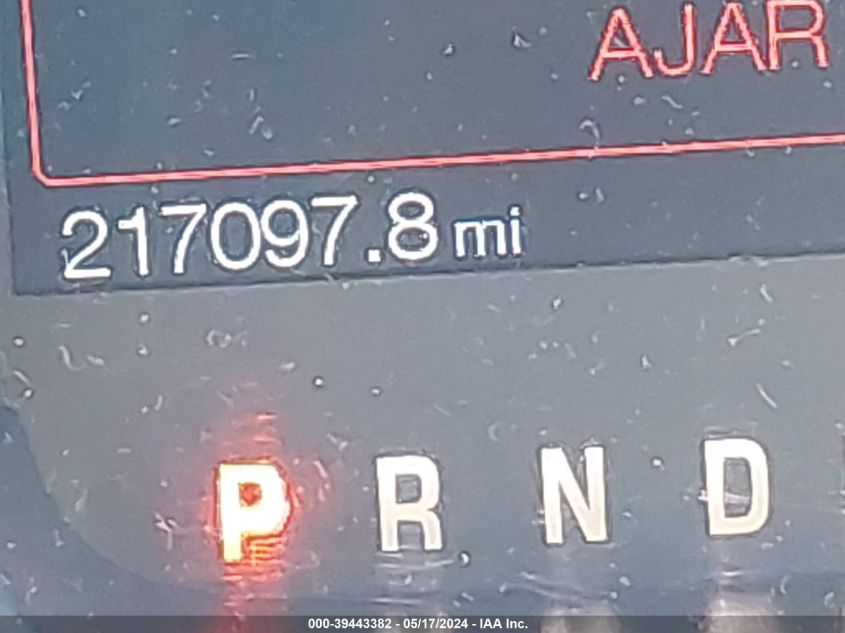 AJAR
217097.8 mi
P R N D
000-39443382 - 05/17/2024 - IAA Inc.